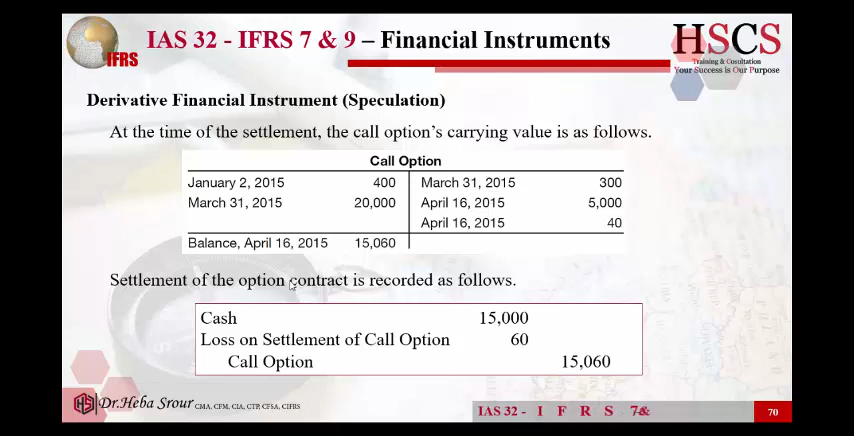 IFRS
IAS 32 - IFRS 7 & 9 – Financial Instruments
HSCS
Training & Cosultation
Your Success is Our Purpose
Derivative Financial Instrument (Speculation)
At the time of the settlement, the call option's carrying value is as follows.
Call Option
January 2, 2015 400 March 31, 2015 300
March 31, 2015 20,000 April 16, 2015 5,000
April 16, 2015 40
Balance, April 16, 2015 15,060
Settlement of the option contract is recorded as follows.
Cash 15,000
Loss on Settlement of Call Option 60
Call Option 15,060
Dr.Heba Srour CMA, CFM, CIA, CTP, CFSA, CIFRS
IAS 32 - I F R S 7&
70